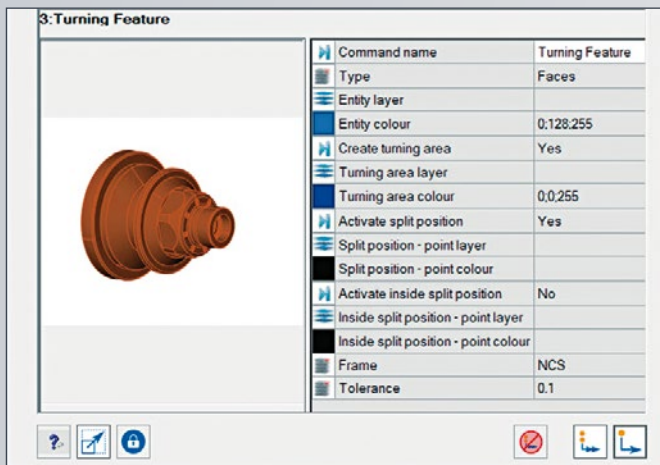 3:Turning Feature
Command name Turning Feature
Type Faces
Entity layer
Entity colour 0;128;255
Create turning area Yes
Turning area layer
Turning area colour 0;0;255
Activate split position Yes
Split position - point layer
Split position - point colour
Activate inside split position No
Inside split position - point layer
Inside split position - point colour
Frame NCS
Tolerance 0.1